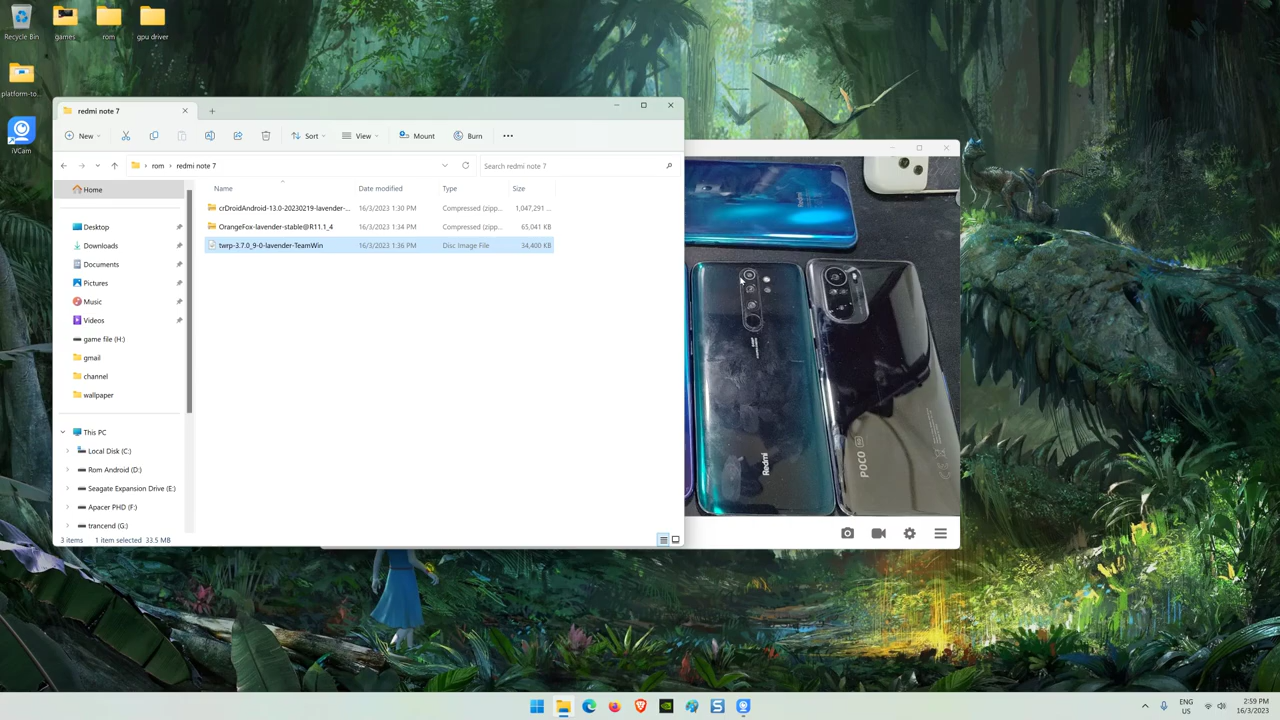 Recycle Bin
games
rom
gpu driver
platform-to...
iVCam
redmi note 7
New
Sort
View
Mount
Burn
rom
redmi note 7
Search redmi note 7
Name
Date modified
Type
Size
Home
crDroidAndroid-13.0-20230219-lavender-...
16/3/2023 1:30 PM
Compressed (zipp...
1,047,291 ...
OrangeFox-lavender-stable@R11.1_4
16/3/2023 1:34 PM
Compressed (zipp...
65,041 KB
twrp-3.7.0_9-0-lavender-TeamWin
16/3/2023 1:36 PM
Disc Image File
34,400 KB
Desktop
Downloads
Documents
Pictures
Music
Videos
game file (H:)
gmail
channel
wallpaper
This PC
Local Disk (C:)
Rom Android (D:)
Seagate Expansion Drive (E:)
Apacer PHD (F:)
trancend (G:)
3 items
1 item selected 33.5 MB
Redmi
Redmi
POCO
ENG
US
2:59 PM
16/3/2023